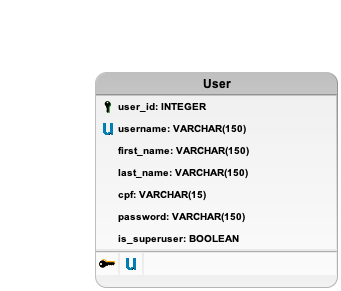 User
user_id: INTEGER
u username: VARCHAR(150)
first_name: VARCHAR(150)
last_name: VARCHAR(150)
cpf: VARCHAR(15)
password: VARCHAR(150)
is_superuser: BOOLEAN
u